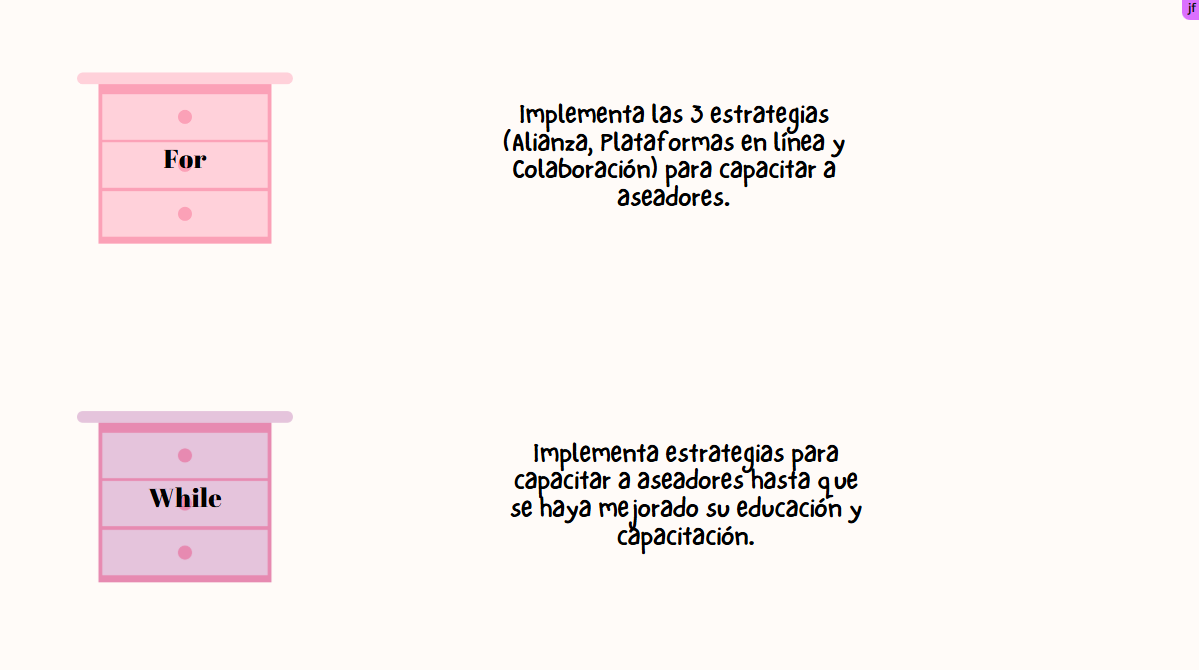 jf
For
Implementa las 3 estrategias
(Alianza, Plataformas en línea y
Colaboración) para capacitar a
aseadores.
While
Implementa estrategias para
capacitar a aseadores hasta que
se haya mejorado su educación y
capacitación.